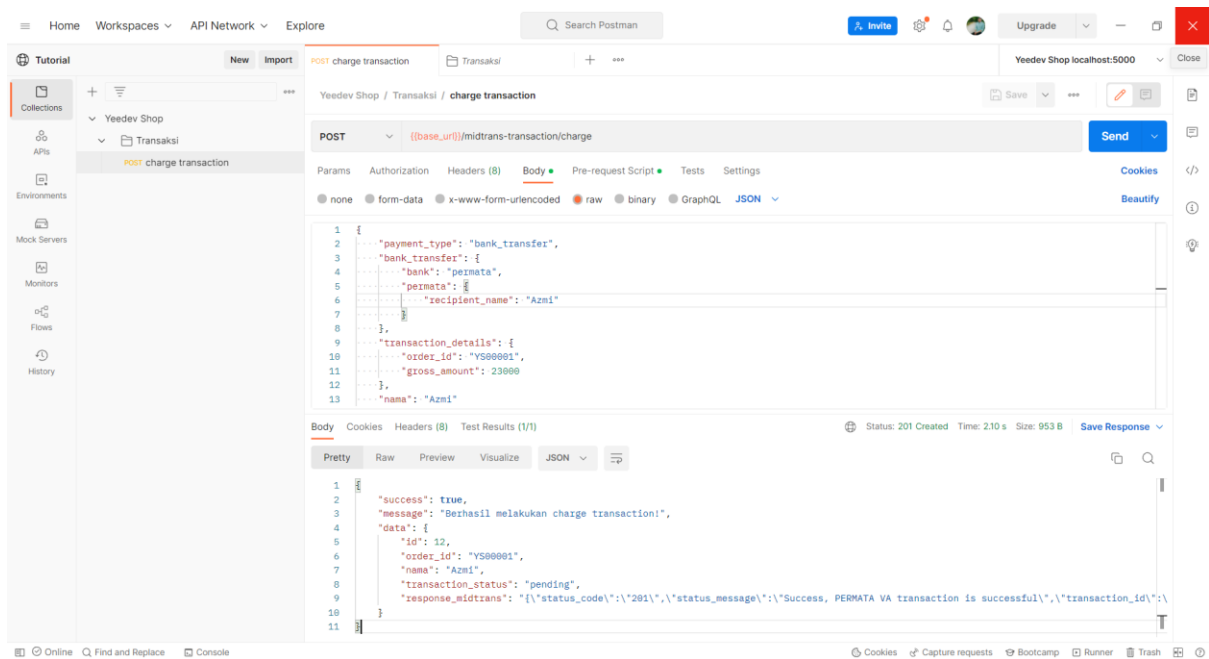 Home Workspaces API Network Explore Search Postman Invite Upgrade
Tutorial New Import POST charge transaction Transaksi + ooo Yeedev Shop localhost:5000 Close
Collections
APIs
Environments
Mock Servers
Monitors
Flows
History
Yeedev Shop
Transaksi
POST charge transaction
Yeedev Shop / Transaksi / charge transaction Save
POST {{base_url}}/midtrans-transaction/charge Send
Params Authorization Headers (8) Body Pre-request Script Tests Settings Cookies
none form-data x-www-form-urlencoded raw binary GraphQL JSON Beautify
1 {
2 "payment_type": "bank_transfer",
3 "bank_transfer": {
4 "bank": "permata",
5 "permata": {
6 "recipient_name": "Azmi"
7 }
8 },
9 "transaction_details": {
10 "order_id": "YS00001",
11 "gross_amount": 23000
12 },
13 "nama": "Azmi"
Body Cookies Headers (8) Test Results (1/1) Status: 201 Created Time: 2.10 s Size: 953 B Save Response
Pretty Raw Preview Visualize JSON
1 {
2 "success": true,
3 "message": "Berhasil melakukan charge transaction!",
4 "data": {
5 "id": 12,
6 "order_id": "YS00001",
7 "nama": "Azmi",
8 "transaction_status": "pending",
9 "response_midtrans": "{\"status_code\":\"201\",\"status_message\":\"Success, PERMATA VA transaction is successful\",\"transaction_id\":\
10 }
11 }
Online Find and Replace Console Cookies Capture requests Bootcamp Runner Trash